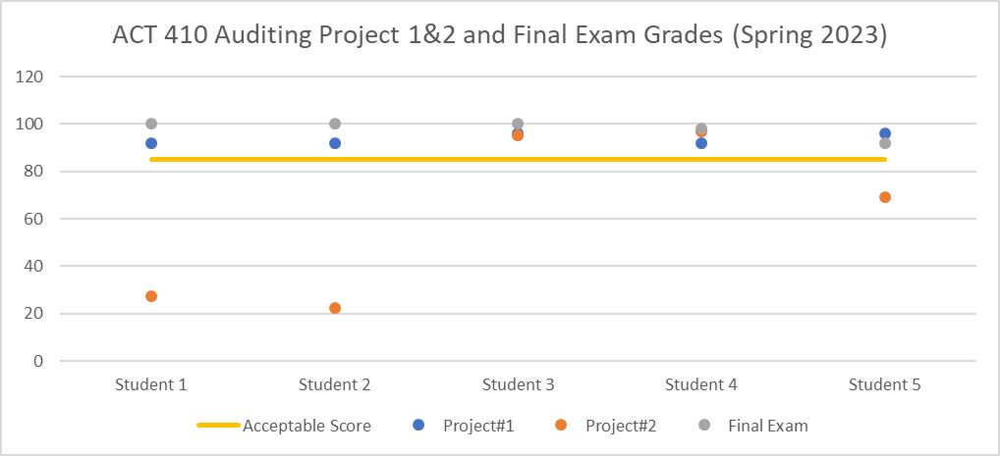 ACT 410 Auditing Project 1&2 and Final Exam Grades (Spring 2023)
120
100
80
60
40
20
0
Student 1 Student 2 Student 3 Student 4 Student 5
Acceptable Score Project#1 Project#2 Final Exam